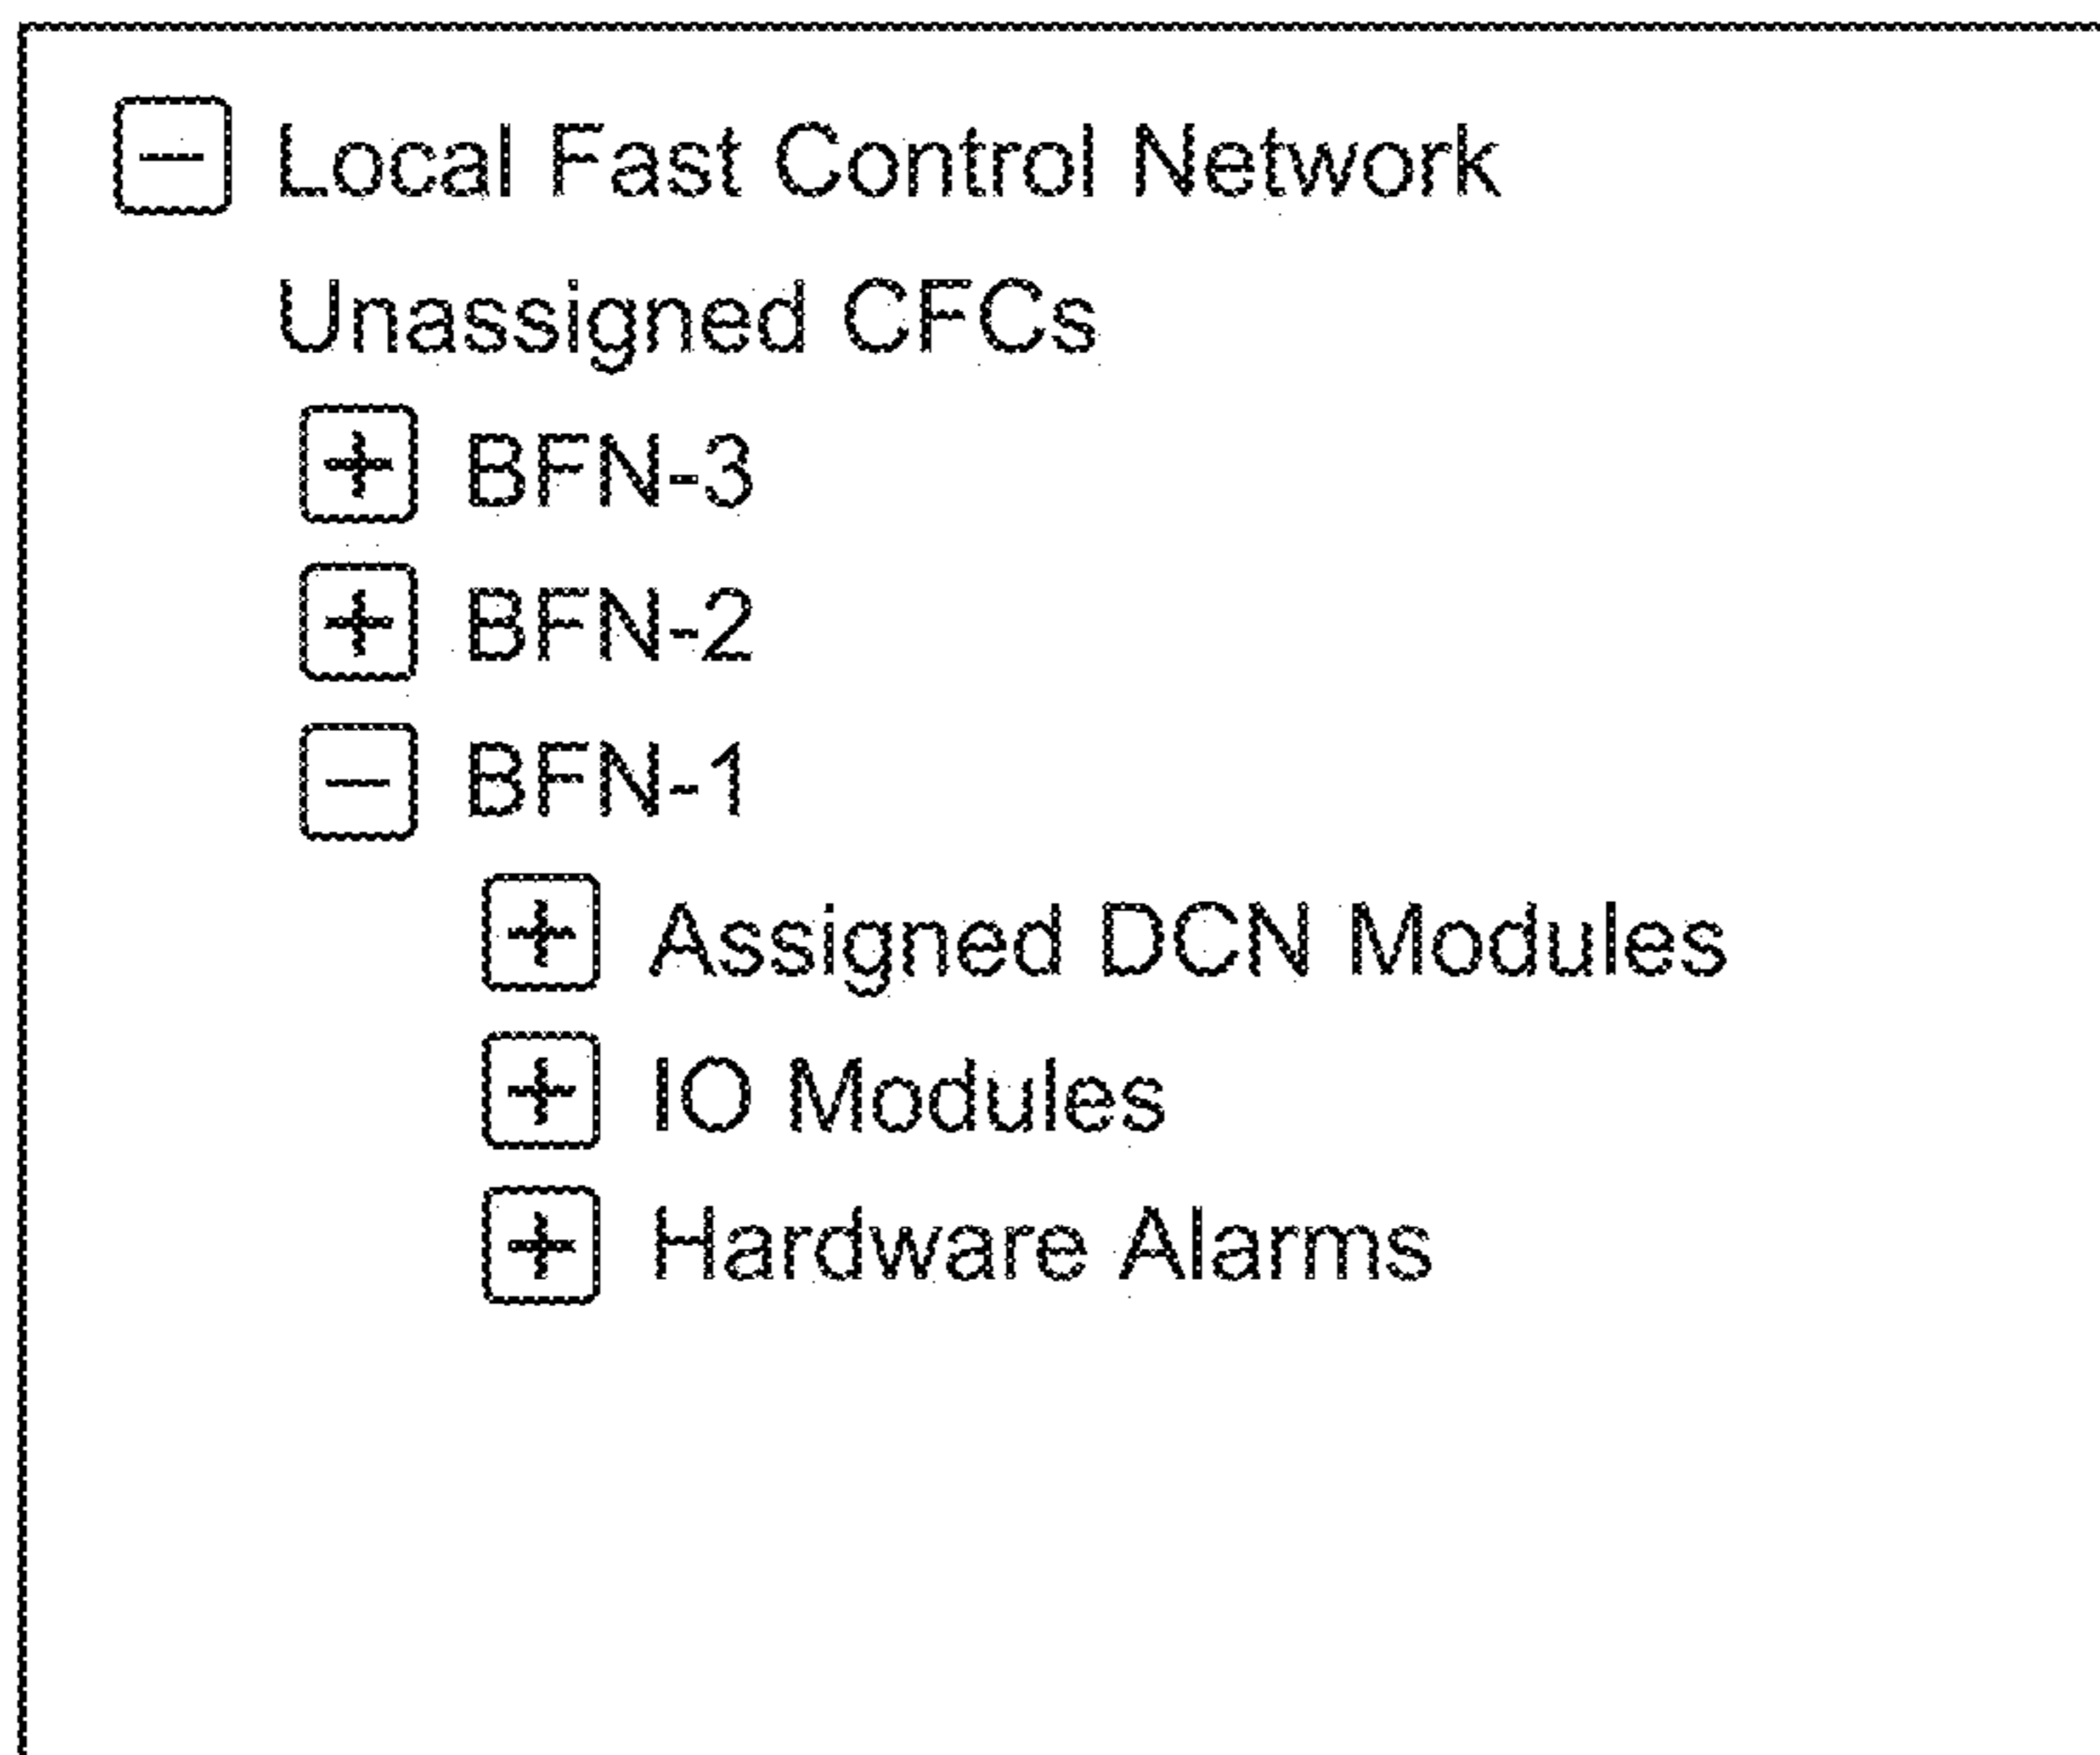 Local Fast Control Network
Unassigned CFCs
BFN-3
BFN-2
BFN-1
Assigned DCN Modules
IO Modules
Hardware Alarms